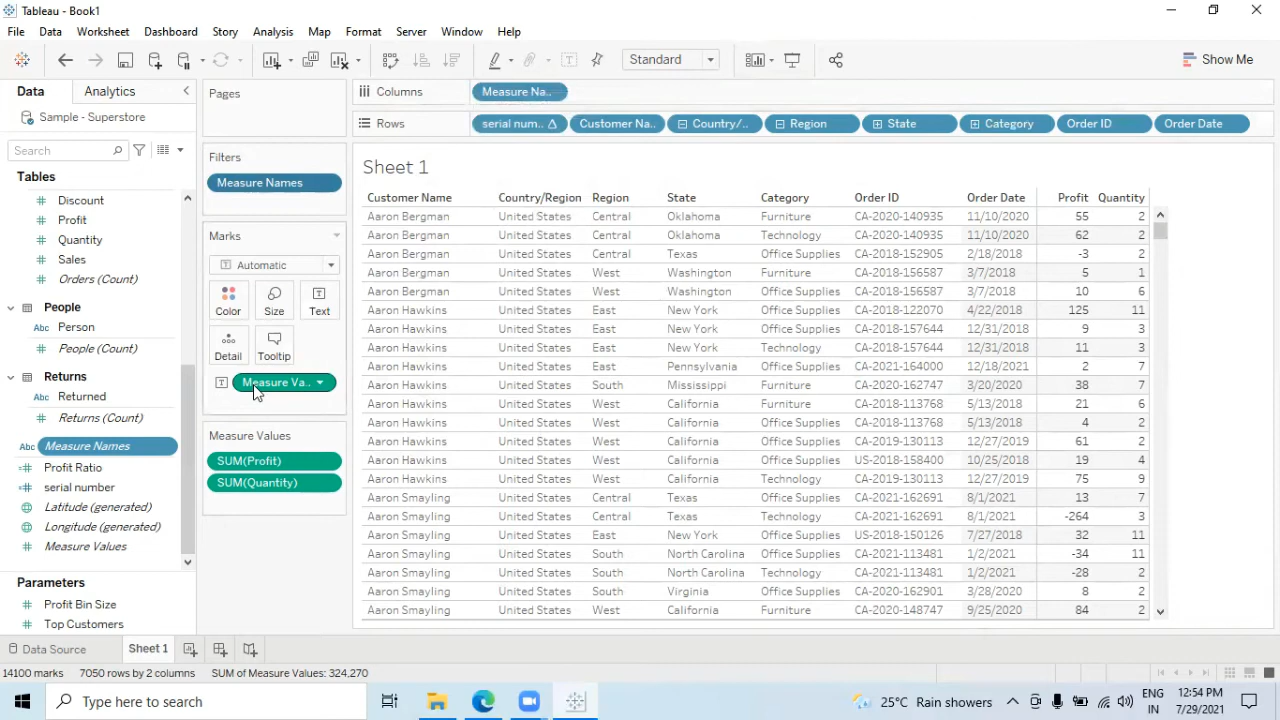 Tableau - Book1
File Data Worksheet Dashboard Story Analysis Map Format Server Window Help
Standard
Show Me
Data Analytics
Pages
Columns
Measure Na..
Sample - Superstore
Rows
serial num.. Customer Na.. Country/.. Region State Category Order ID Order Date
Search
Filters
Measure Names
Sheet 1
Tables
Discount
Profit
Quantity
Sales
Orders (Count)
People
Abc Person
People (Count)
Returns
Abc Returned
Returns (Count)
Abc Measure Names
Profit Ratio
serial number
Latitude (generated)
Longitude (generated)
Measure Values
Parameters
Profit Bin Size
Top Customers
Marks
Automatic
Color Size Text
Detail Tooltip
Measure Va..
Measure Values
SUM(Profit)
SUM(Quantity)
Customer Name Country/Region Region State Category Order ID Order Date Profit Quantity
Aaron Bergman United States Central Oklahoma Furniture CA-2020-140935 11/10/2020 55 2
Aaron Bergman United States Central Oklahoma Technology CA-2020-140935 11/10/2020 62 2
Aaron Bergman United States Central Texas Office Supplies CA-2018-152905 2/18/2018 -3 2
Aaron Bergman United States West Washington Furniture CA-2018-156587 3/7/2018 5 1
Aaron Bergman United States West Washington Office Supplies CA-2018-156587 3/7/2018 10 6
Aaron Hawkins United States East New York Furniture CA-2018-122070 4/22/2018 125 11
Aaron Hawkins United States East New York Office Supplies CA-2018-157644 12/31/2018 9 3
Aaron Hawkins United States East New York Technology CA-2018-157644 12/31/2018 11 3
Aaron Hawkins United States East Pennsylvania Office Supplies CA-2021-164000 12/18/2021 2 7
Aaron Hawkins United States South Mississippi Furniture CA-2020-162747 3/20/2020 38 7
Aaron Hawkins United States West California Furniture CA-2018-113768 5/13/2018 21 6
Aaron Hawkins United States West California Office Supplies CA-2018-113768 5/13/2018 4 2
Aaron Hawkins United States West California Office Supplies CA-2019-130113 12/27/2019 61 2
Aaron Hawkins United States West California Office Supplies US-2018-158400 10/25/2018 19 4
Aaron Hawkins United States West California Technology CA-2019-130113 12/27/2019 75 9
Aaron Smayling United States Central Texas Office Supplies CA-2021-162691 8/1/2021 13 7
Aaron Smayling United States Central Texas Technology CA-2021-162691 8/1/2021 -264 3
Aaron Smayling United States East New York Office Supplies US-2018-150126 7/27/2018 32 11
Aaron Smayling United States South North Carolina Office Supplies CA-2021-113481 1/2/2021 -34 11
Aaron Smayling United States South North Carolina Technology CA-2021-113481 1/2/2021 -28 2
Aaron Smayling United States South Virginia Office Supplies CA-2020-162901 3/28/2020 8 2
Aaron Smayling United States West California Office Supplies CA-2020-148747 9/25/2020 84 2
Data Source Sheet 1
14100 marks 7050 rows by 2 columns SUM of Measure Values: 324,270
Type here to search
25°C Rain showers
ENG
IN
12:54 PM
7/29/2021